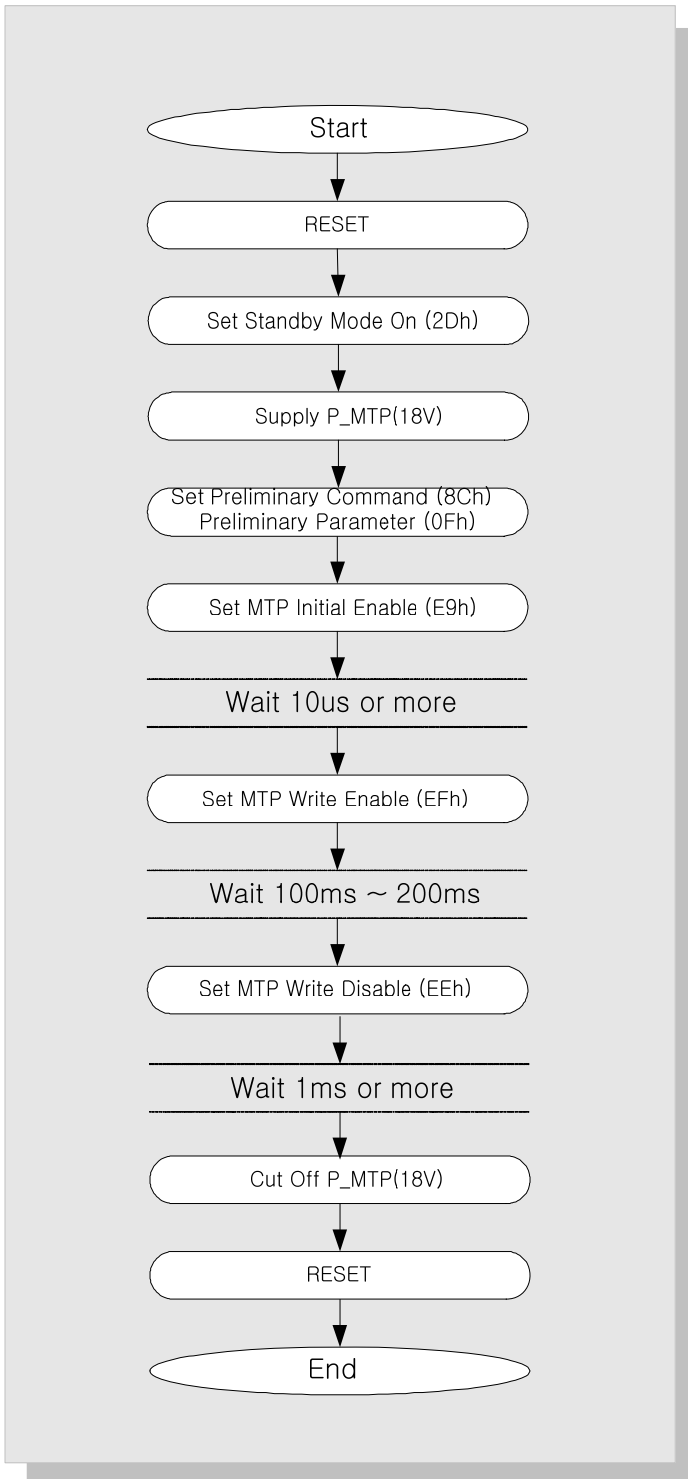 Start
RESET
Set Standby Mode On (2Dh)
Supply P_MTP(18V)
Set Preliminary Command (8Ch)
Preliminary Parameter (0Fh)
Set MTP Initial Enable (E9h)
Wait 10us or more
Set MTP Write Enable (EFh)
Wait 100ms ~ 200ms
Set MTP Write Disable (EEh)
Wait 1ms or more
Cut Off P_MTP(18V)
RESET
End